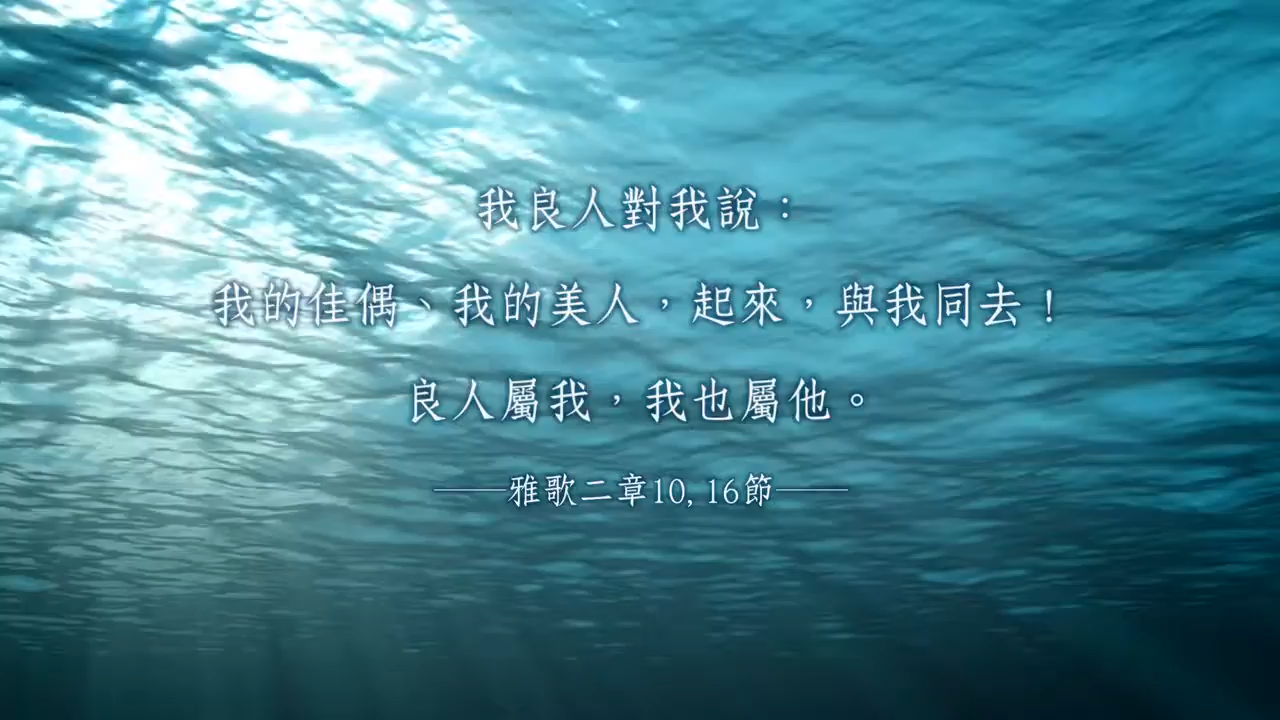 我良人對我說：
我的佳偶、我的美人，起來，與我同去！
良人屬我，我也屬他。
——雅歌二章10, 16節——